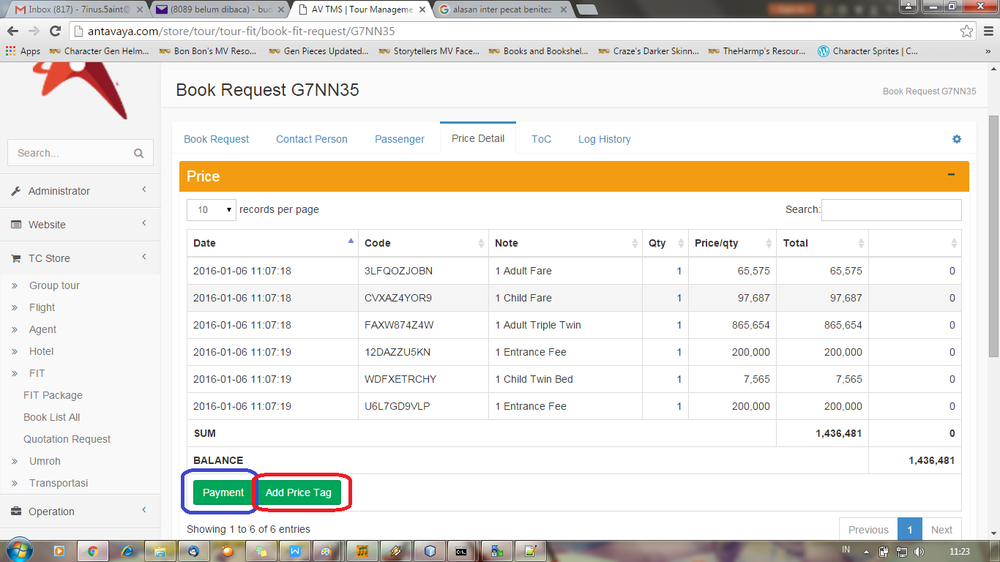 Inbox (817) - 7inus.5aint@
(8089 belum dibaca) - bud
AV TMS | Tour Manageme
alasan inter pecat benitez
antavaya.com/store/tour/tour-fit/book-fit-request/G7NN35
Apps
Character Gen Helm...
Bon Bon's MV Reso...
Gen Pieces Updated...
Storytellers MV Face...
Books and Bookshel...
Craze's Darker Skinn...
TheHarmp's Resour...
Character Sprites | C...
»
Book Request G7NN35
Book Request G7NN35
Search...
Administrator
Website
TC Store
Group tour
Flight
Agent
Hotel
FIT
FIT Package
Book List All
Quotation Request
Umroh
Transportasi
Operation
Book Request Contact Person Passenger Price Detail ToC Log History
Price
10 records per page
Search:
Date Code Note Qty Price/qty Total
2016-01-06 11:07:18 3LFQOZJOBN 1 Adult Fare 1 65,575 65,575 0
2016-01-06 11:07:18 CVXAZ4YOR9 1 Child Fare 1 97,687 97,687 0
2016-01-06 11:07:18 FAXW874Z4W 1 Adult Triple Twin 1 865,654 865,654 0
2016-01-06 11:07:19 12DAZZU5KN 1 Entrance Fee 1 200,000 200,000 0
2016-01-06 11:07:19 WDFXETRCHY 1 Child Twin Bed 1 7,565 7,565 0
2016-01-06 11:07:19 U6L7GD9VLP 1 Entrance Fee 1 200,000 200,000 0
SUM 1,436,481 0
BALANCE 1,436,481
Payment Add Price Tag
Showing 1 to 6 of 6 entries
Previous 1 Next
IN 11:23